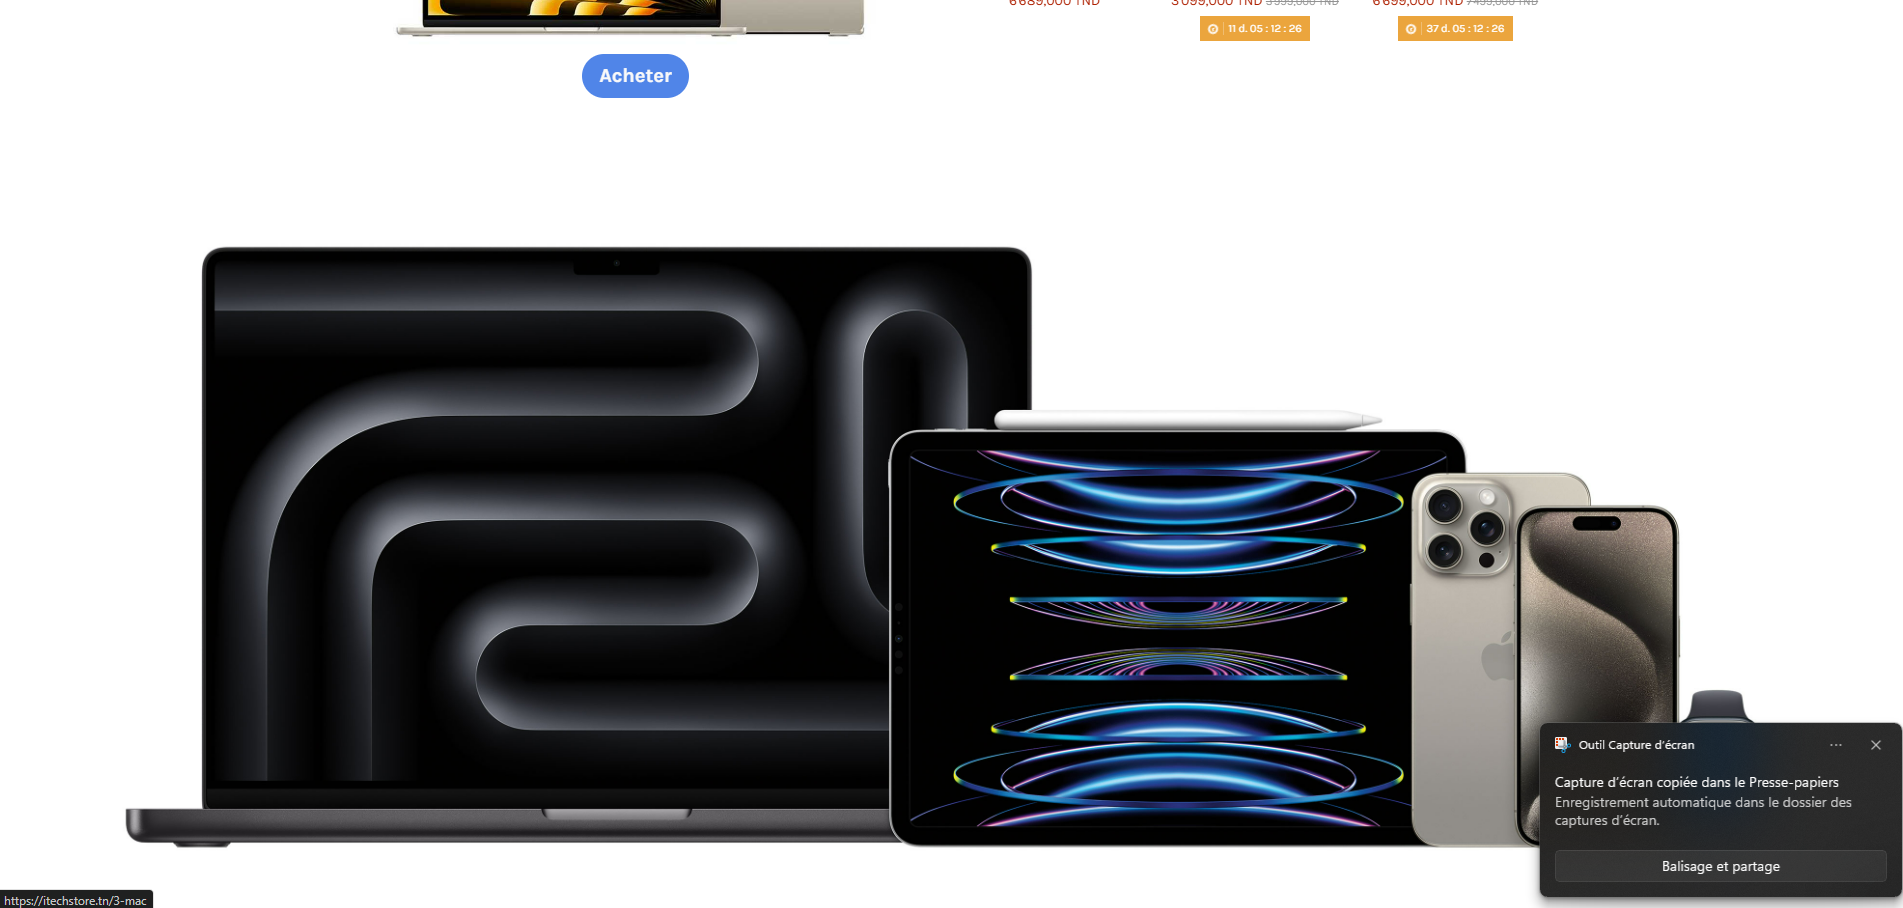 6 689,000 TND
3 099,000 TND 3 999,000 TND
6 699,000 TND 7 499,000 TND
11 d. 05 : 12 : 26
37 d. 05 : 12 : 26
Acheter
Outil Capture d'écran
Capture d'écran copiée dans le Presse-papiers
Enregistrement automatique dans le dossier des
captures d'écran.
Balisage et partage
https://itechstore.tn/3-mac